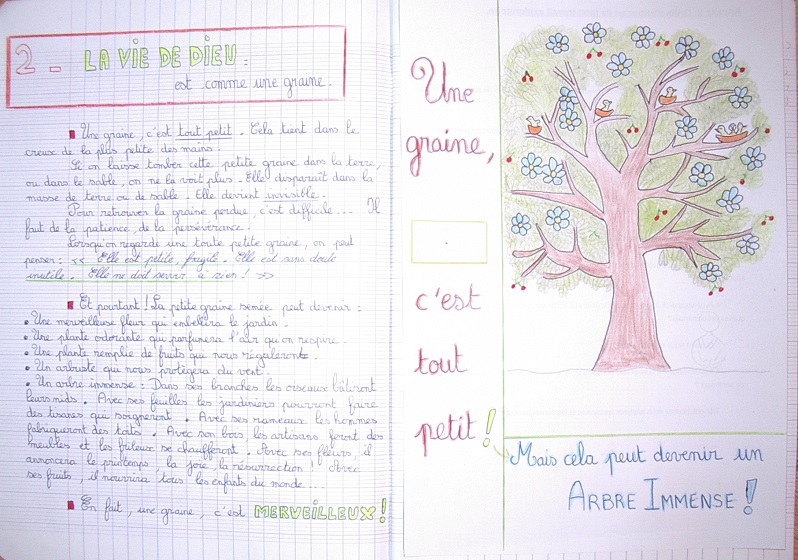 2 - LA VIE DE DIEU :
est comme une graine.
Une graine, c'est tout petit. Cela tient dans le
creux de la plus petite des mains.
Si on laisse tomber cette petite graine dans la terre,
ou dans le sable, on ne la voit plus. Elle disparaît dans la
masse de terre ou de sable. Elle devient invisible.
Pour retrouver la graine perdue, c'est difficile... Il
faut de la patience, de la persévérance.
Lorsqu'on regarde une toute petite graine, on peut
penser : << Elle est petite, fragile. Elle est sans doute
inutile. Elle ne doit servir à rien ! >>
Et pourtant ! La petite graine semée peut devenir :
• Une merveilleuse fleur qui embellira le jardin.
• Une plante odorante qui parfumera l'air qu'on respire.
• Une plante remplie de fruits qui nous régaleront.
• Un arbuste qui nous protègera du vent.
• Un arbre immense : Dans ses branches les oiseaux bâtiront
leurs nids. Avec ses feuilles les jardiniers pourront faire
des tisanes qui soigneront. Avec ses rameaux les hommes
fabriqueront des toits. Avec son bois, les artisans feront des
meubles et les frileux se chaufferont. Avec ses fleurs, il
annoncera le printemps, la joie, la résurrection ! Avec
ses fruits, il nourrira tous les enfants du monde...
En fait, une graine, c'est MERVEILLEUX !
Une
graine,
c'est
tout
petit !
Mais cela peut devenir un
ARBRE IMMENSE !